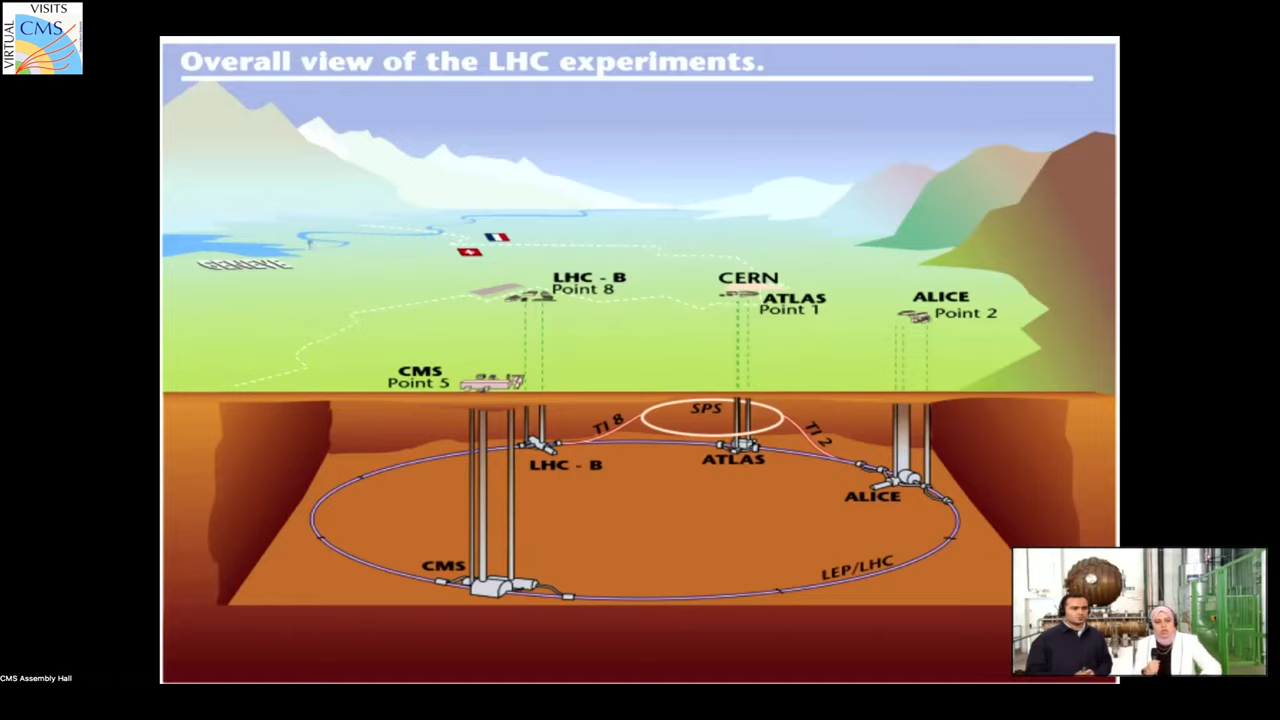 VISITS
VIRTUAL
CMS
Overall view of the LHC experiments.
GENEVE
LHC - B
Point 8
CERN
ATLAS
Point 1
ALICE
Point 2
CMS
Point 5
SPS
TI 8
TI 2
LHC - B
ATLAS
ALICE
CMS
LEP/LHC
CMS Assembly Hall